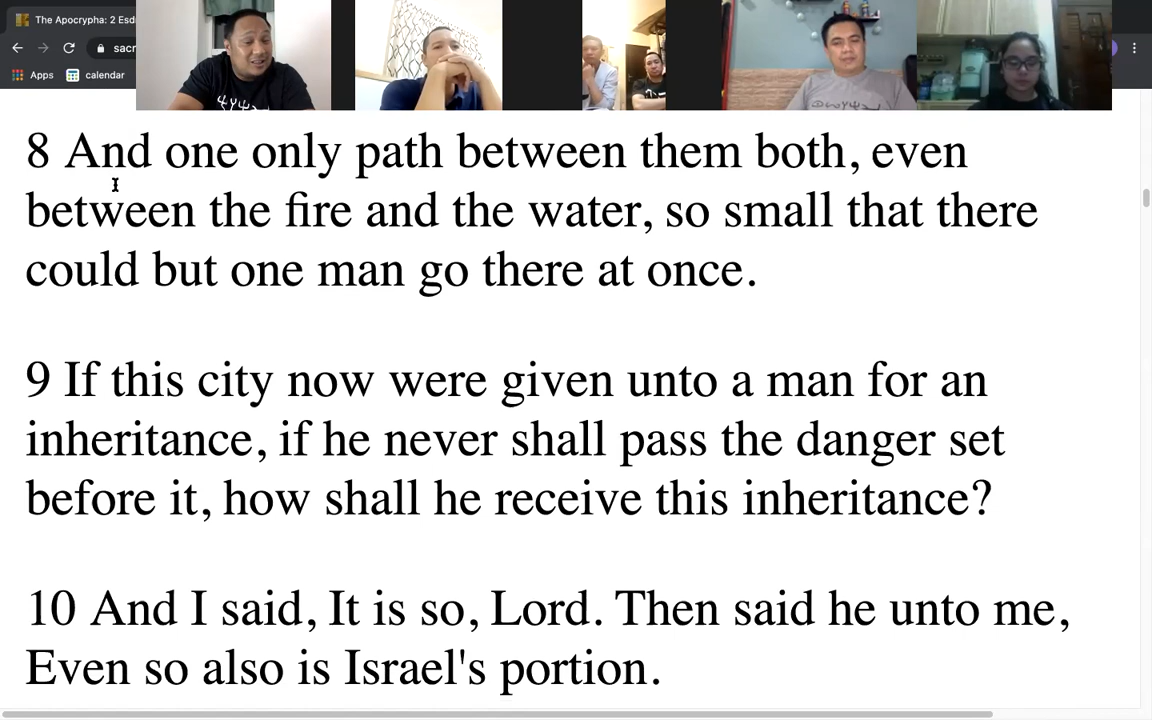 The Apocrypha: 2 Esd
sacr
Apps
calendar
8 And one only path between them both, even
between the fire and the water, so small that there
could but one man go there at once.
9 If this city now were given unto a man for an
inheritance, if he never shall pass the danger set
before it, how shall he receive this inheritance?
10 And I said, It is so, Lord. Then said he unto me,
Even so also is Israel's portion.